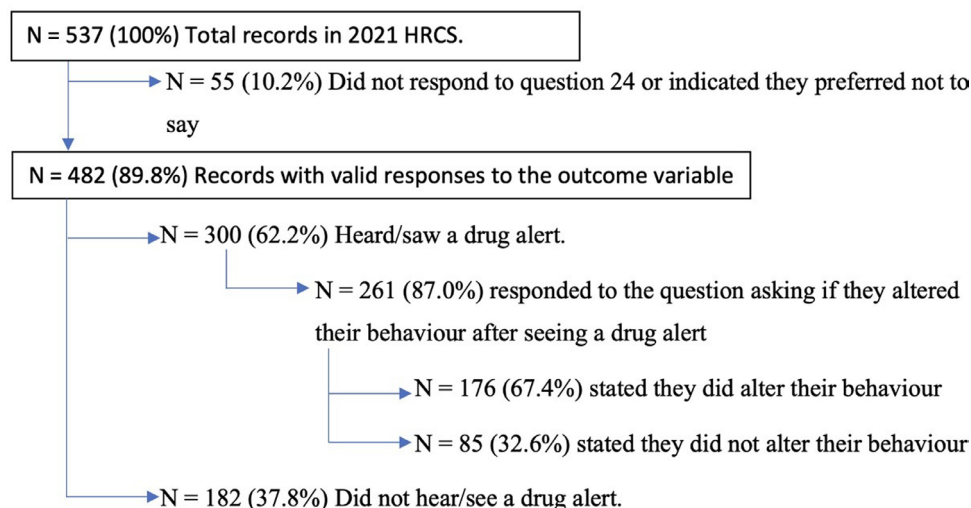 N = 537 (100%) Total records in 2021 HRCS.
N = 55 (10.2%) Did not respond to question 24 or indicated they preferred not to
say
N = 482 (89.8%) Records with valid responses to the outcome variable
N = 300 (62.2%) Heard/saw a drug alert.
N = 261 (87.0%) responded to the question asking if they altered
their behaviour after seeing a drug alert
N = 176 (67.4%) stated they did alter their behaviour
N = 85 (32.6%) stated they did not alter their behaviour
N = 182 (37.8%) Did not hear/see a drug alert.